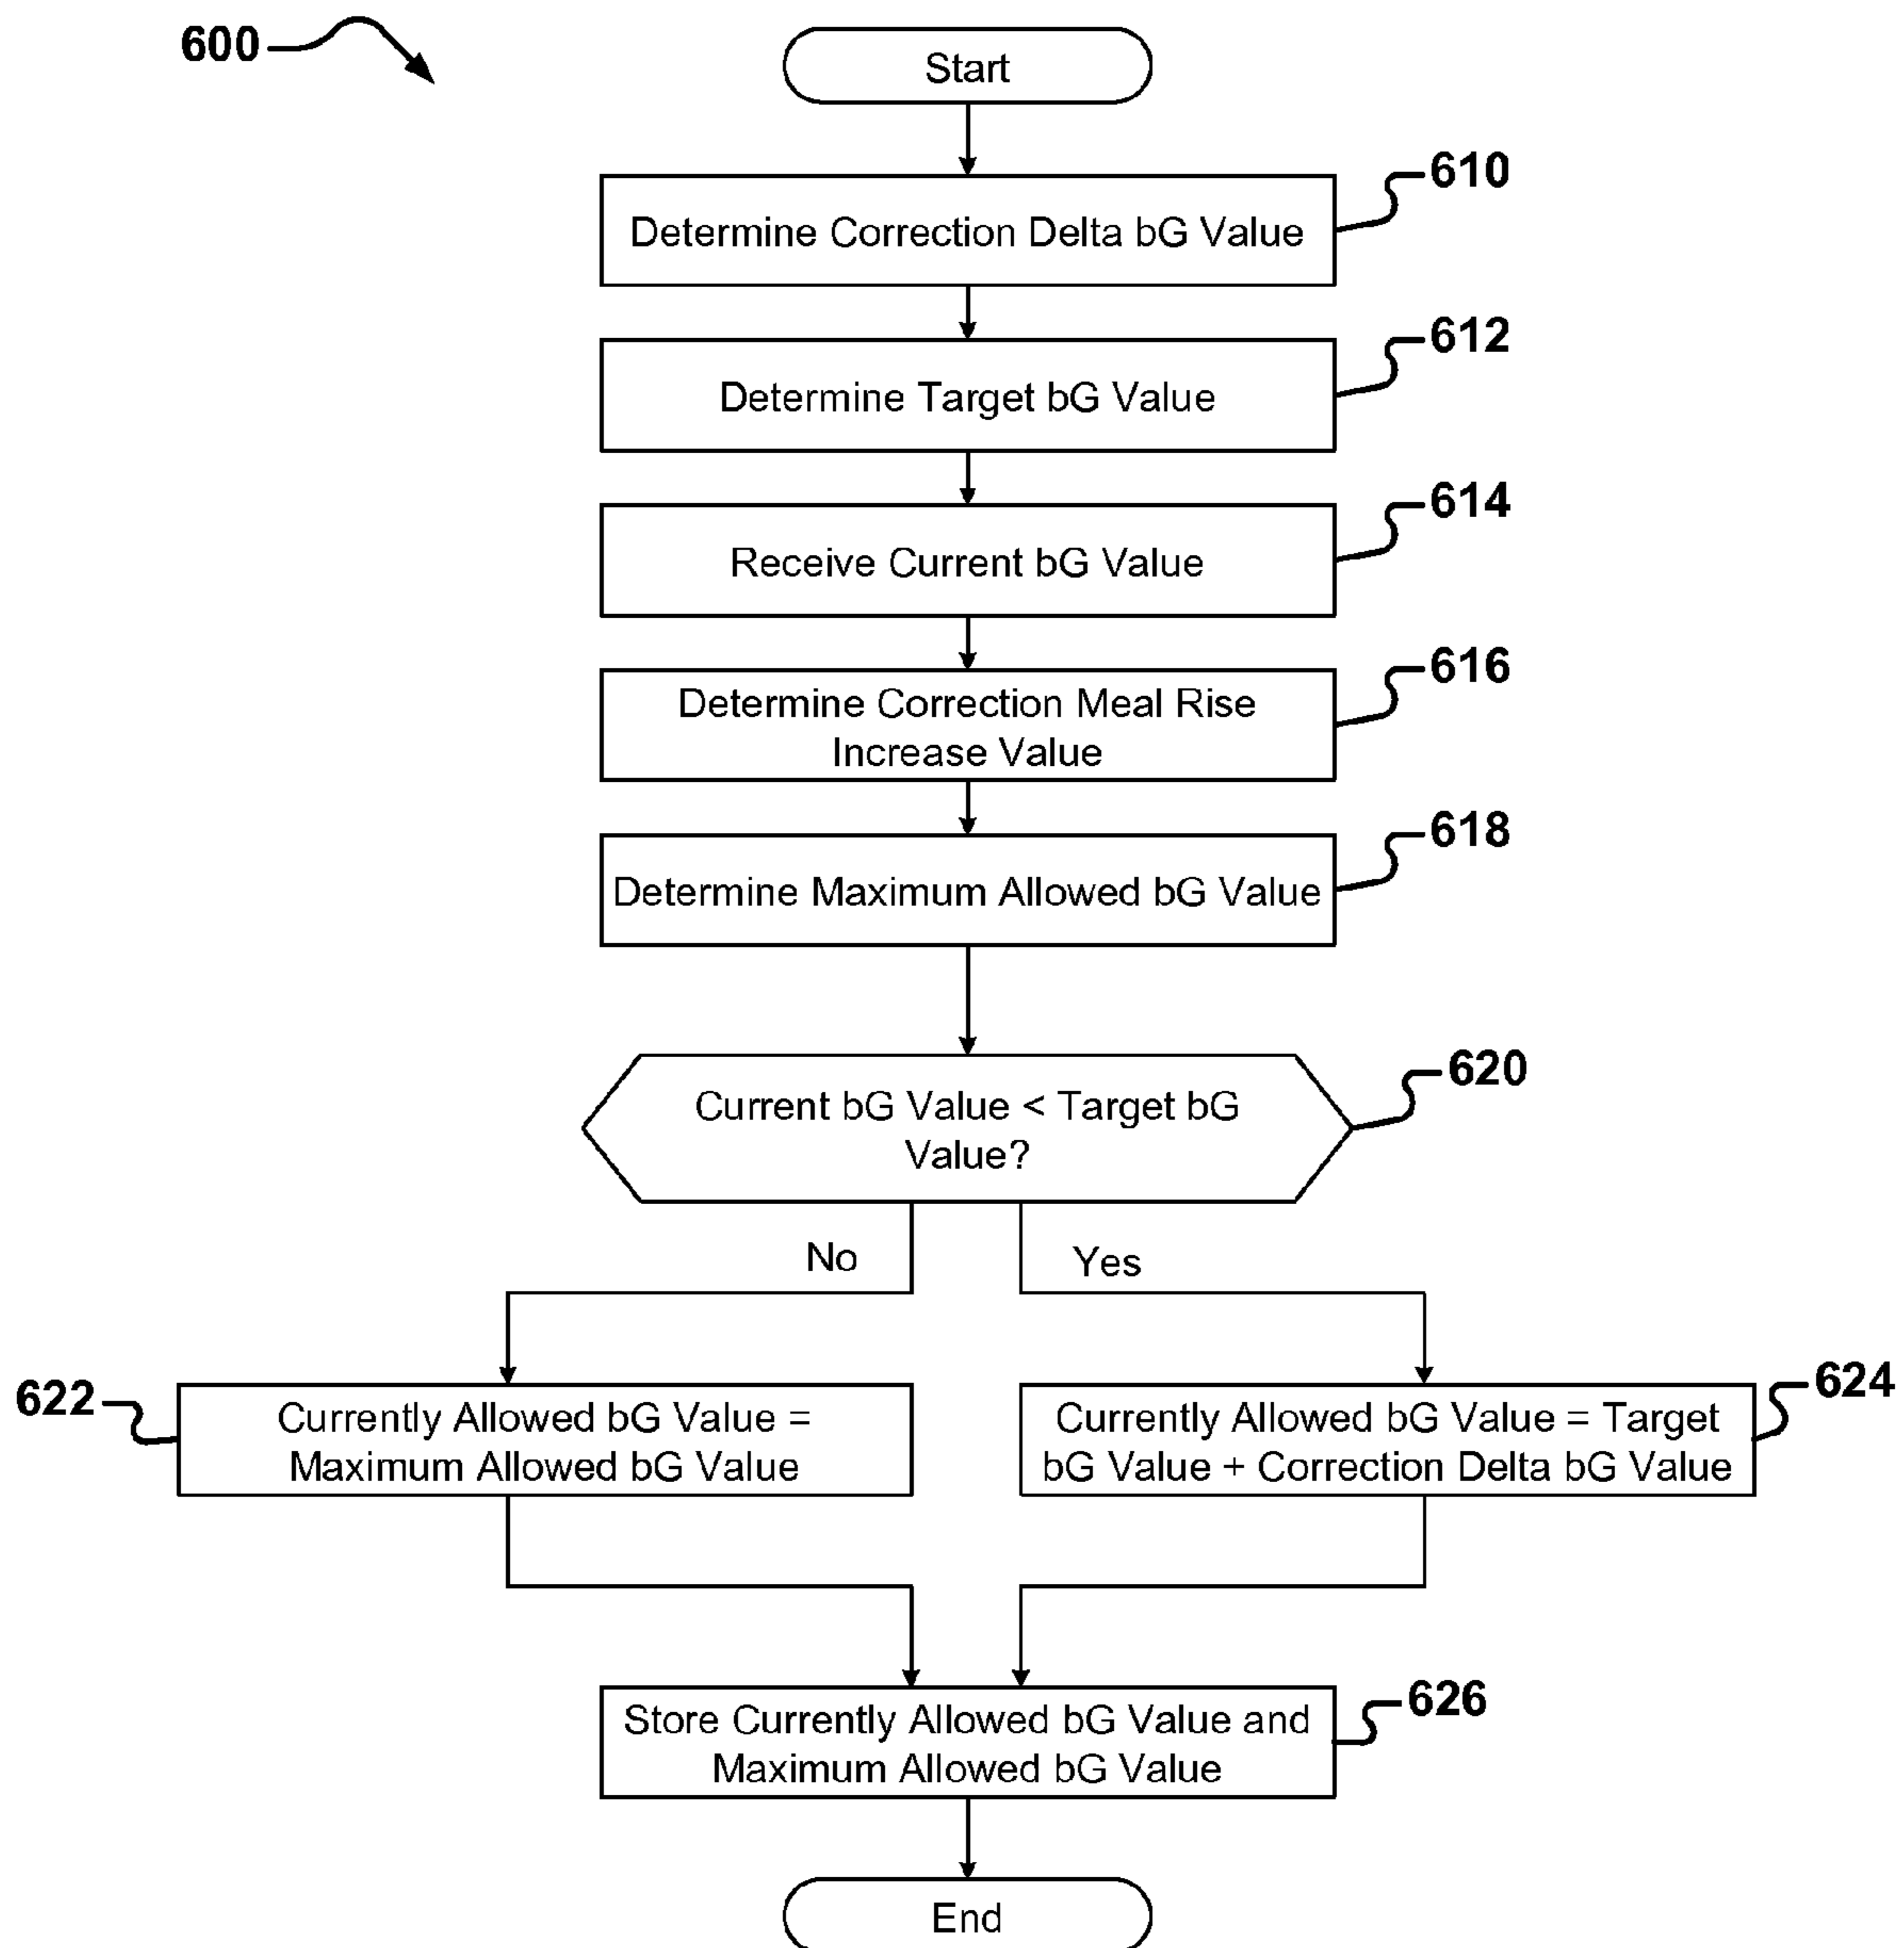 600
Start
610
Determine Correction Delta bG Value
612
Determine Target bG Value
614
Receive Current bG Value
616
Determine Correction Meal Rise
Increase Value
618
Determine Maximum Allowed bG Value
620
Current bG Value < Target bG
Value?
No
Yes
622
Currently Allowed bG Value =
Maximum Allowed bG Value
624
Currently Allowed bG Value = Target
bG Value + Correction Delta bG Value
626
Store Currently Allowed bG Value and
Maximum Allowed bG Value
End